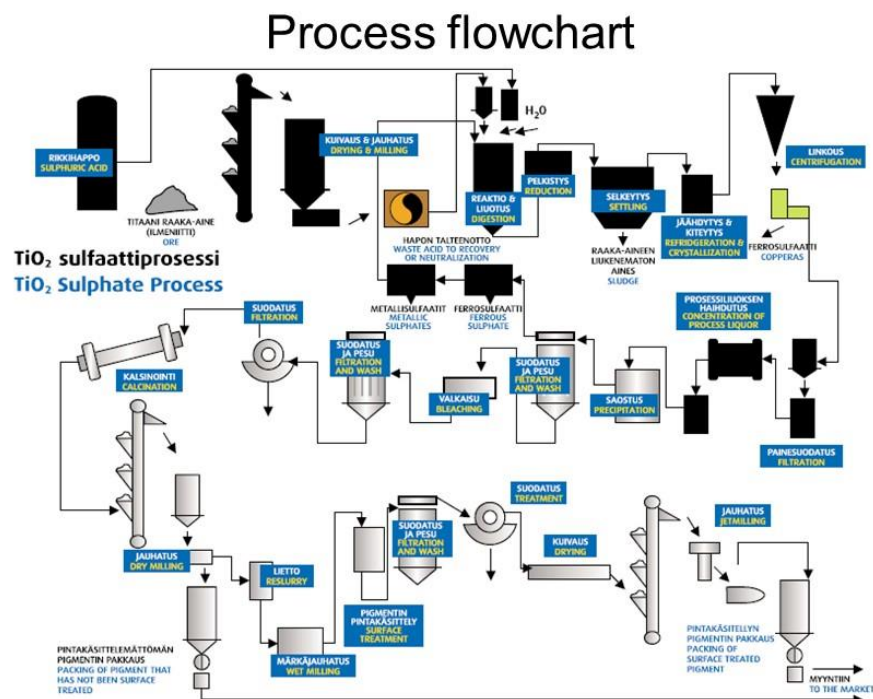 Process flowchart
RIKKIHAPPO
SULPHURIC ACID
TITAANI RAAKA-AINE
(ILMENIITTI)
ORE
KUIVAUS & JAUHATUS
DRYING & MILLING
H₂O
REAKTIO &
LIUOTUS
DIGESTION
PELKISTYS
REDUCTION
SELKEYTYS
SETTLING
JÄÄHDYTYS &
KITEYTYS
REFRIDGERATION &
CRYSTALLIZATION
LINKOUS
CENTRIFUGATION
HAPON TALTEENOTTO
WASTE ACID TO RECOVERY
OR NEUTRALIZATION
RAAKA-AINEEN
LIUKENEMATON
AINES
SLUDGE
FERROSULFAATTI
COPPERAS
TiO₂ sulfaattiprosessi
TiO₂ Sulphate Process
METALLISULFAATIT
METALLIC
SULPHATES
FERROSULFAATTI
FERROUS
SULPHATE
PROSESSILIUOKSEN
HAIHDUTUS
CONCENTRATION OF
PROCESS LIQUOR
SUODATUS
FILTRATION
KALSINOINTI
CALCINATION
SUODATUS
JA PESU
FILTRATION
AND WASH
VALKAISU
BLEACHING
SUODATUS
JA PESU
FILTRATION
AND WASH
SAOSTUS
PRECIPITATION
PAINESUODATUS
FILTRATION
JAUHATUS
DRY MILLING
LIETTO
RESLURRY
MÄRKÄJAUHATUS
WET MILLING
PIGMENTIN
PINTAKÄSITTELY
SURFACE
TREATMENT
SUODATUS
JA PESU
FILTRATION
AND WASH
SUODATUS
TREATMENT
KUIVAUS
DRYING
JAUHATUS
JETMILLING
PINTAKÄSITTELEMÄTTÖMÄN
PIGMENTIN PAKKAUS
PACKING OF PIGMENT THAT
HAS NOT BEEN SURFACE
TREATED
PINTAKÄSITELLYN
PIGMENTIN PAKKAUS
PACKING OF
SURFACE TREATED
PIGMENT
MYYNTIIN
TO THE MARKET